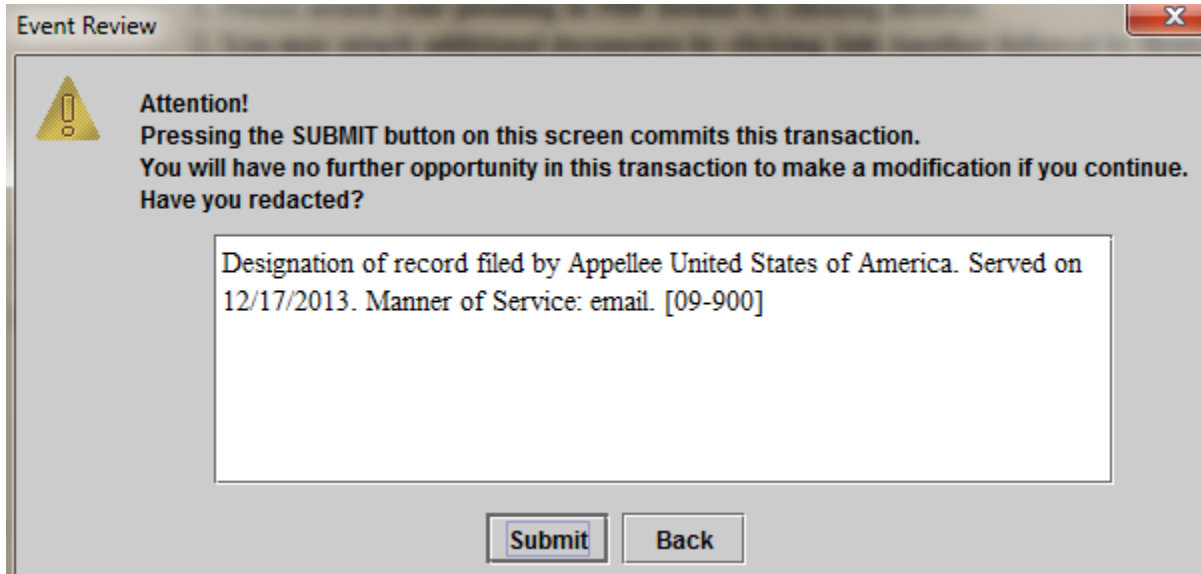 Event Review
X
Attention!
Pressing the SUBMIT button on this screen commits this transaction.
You will have no further opportunity in this transaction to make a modification if you continue.
Have you redacted?
Designation of record filed by Appellee United States of America. Served on
12/17/2013. Manner of Service: email. [09-900]
Submit
Back